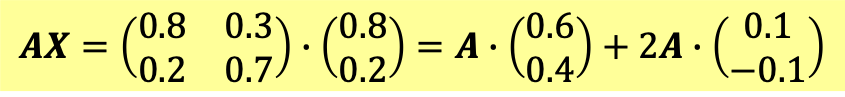 AX = (0.8 0.3
0.2 0.7) · (0.8
0.2) = A · (0.6
0.4) + 2A · (0.1
−0.1)